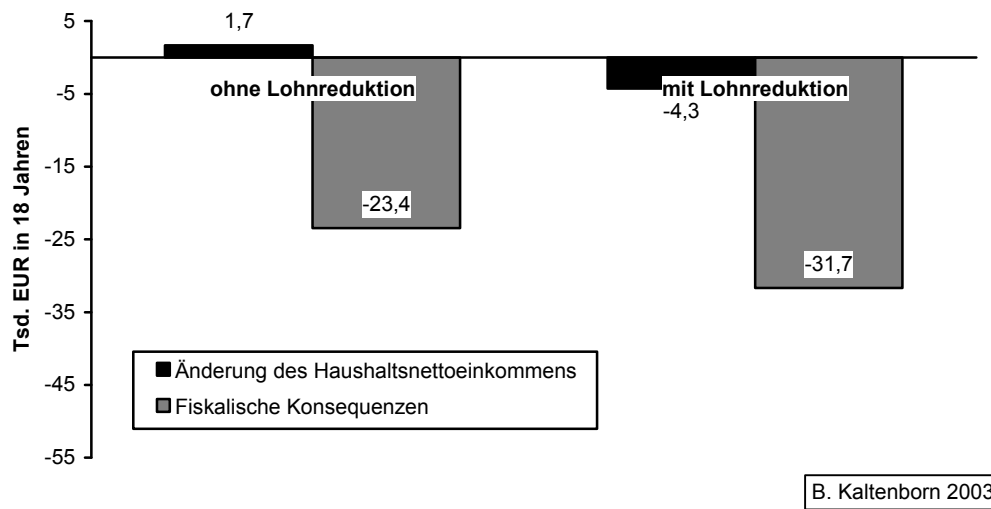 5
-5
-15
-25
-35
-45
-55
Tsd. EUR in 18 Jahren
1,7
ohne Lohnreduktion
-23,4
mit Lohnreduktion
-4,3
-31,7
Änderung des Haushaltsnettoeinkommens
Fiskalische Konsequenzen
B. Kaltenborn 2003